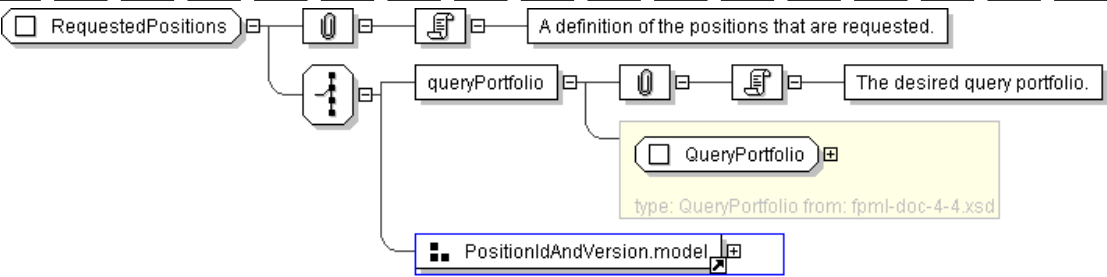 RequestedPositions
A definition of the positions that are requested.
queryPortfolio
The desired query portfolio.
QueryPortfolio
type: QueryPortfolio from: fpml-doc-4-4.xsd
PositionIdAndVersion.model